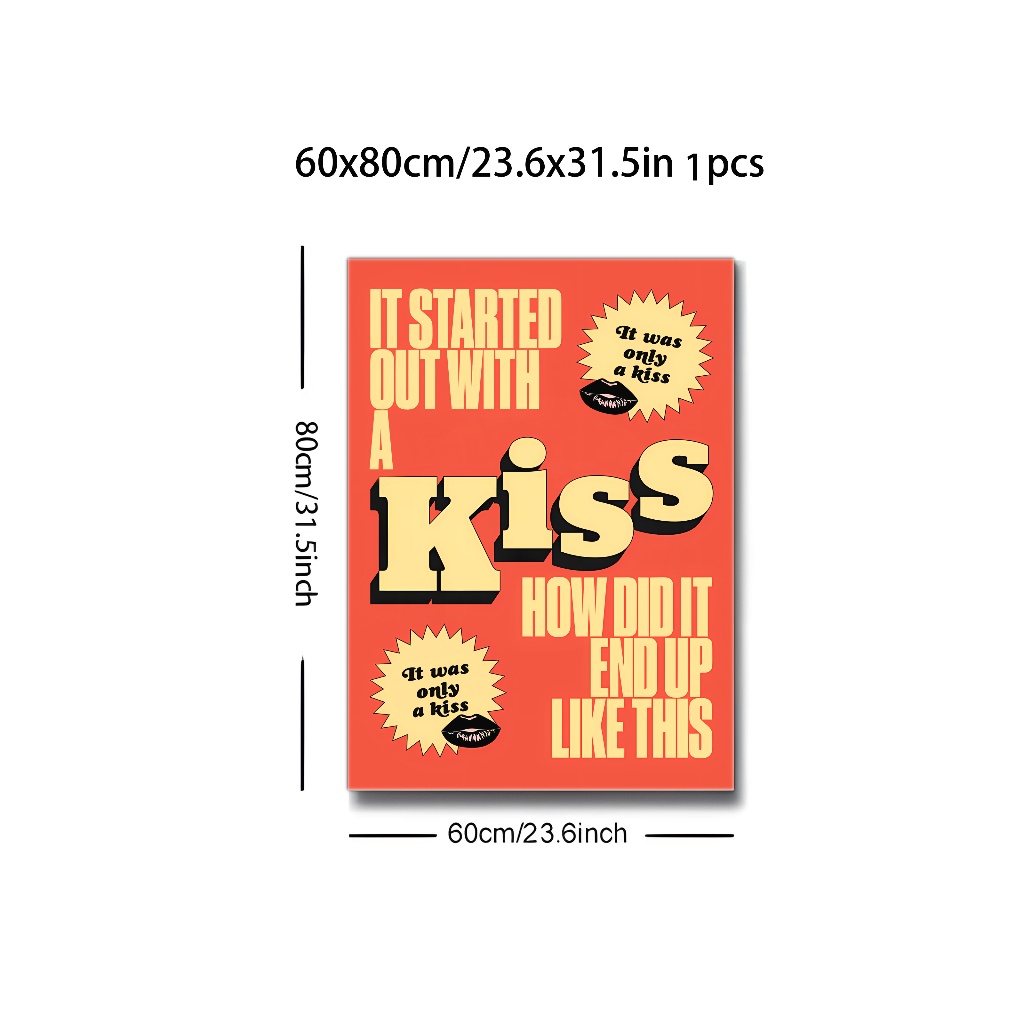 60x80cm/23.6x31.5in 1pcs
80cm/31.5inch
IT STARTED
OUT WITH
A
It was
only
a kiss
Kiss
HOW DID IT
END UP
LIKE THIS
It was
only
a kiss
60cm/23.6inch